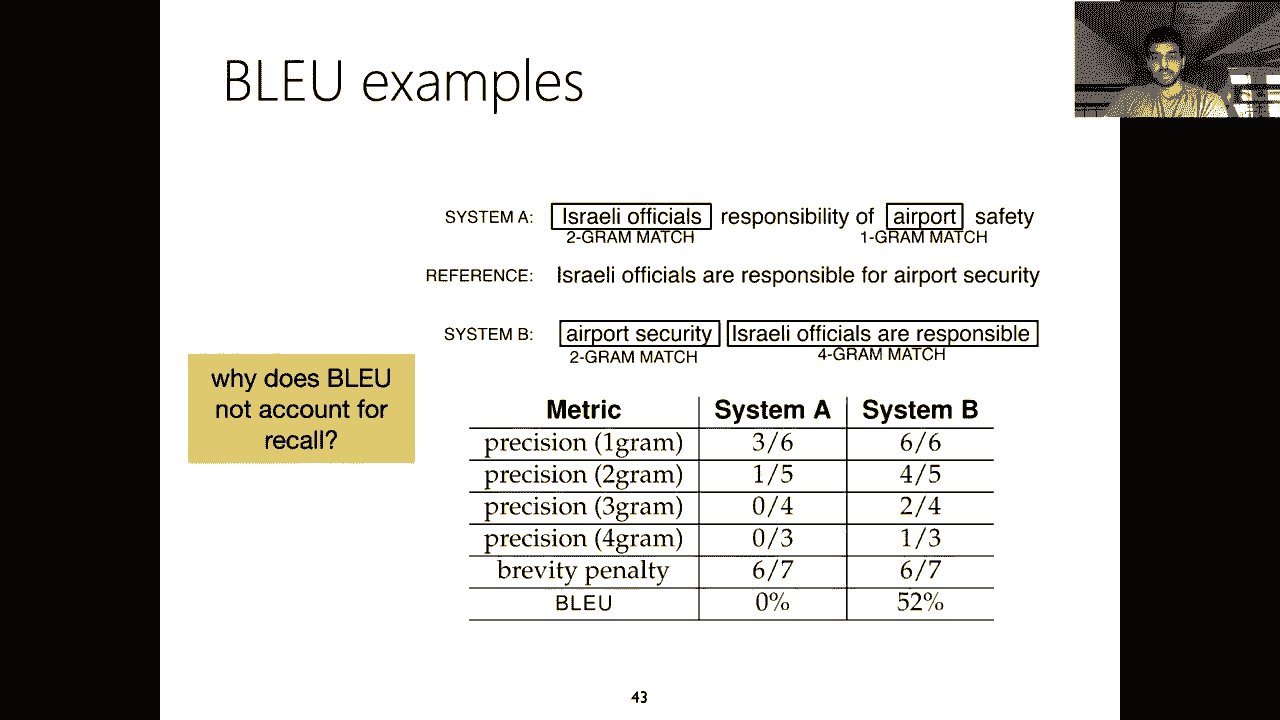 BLEU examples
SYSTEM A: Israeli officials responsibility of airport safety
2-GRAM MATCH 1-GRAM MATCH
REFERENCE: Israeli officials are responsible for airport security
SYSTEM B: airport security Israeli officials are responsible
2-GRAM MATCH 4-GRAM MATCH
why does BLEU
not account for
recall?
Metric System A System B
precision (1gram) 3/6 6/6
precision (2gram) 1/5 4/5
precision (3gram) 0/4 2/4
precision (4gram) 0/3 1/3
brevity penalty 6/7 6/7
BLEU 0% 52%
43